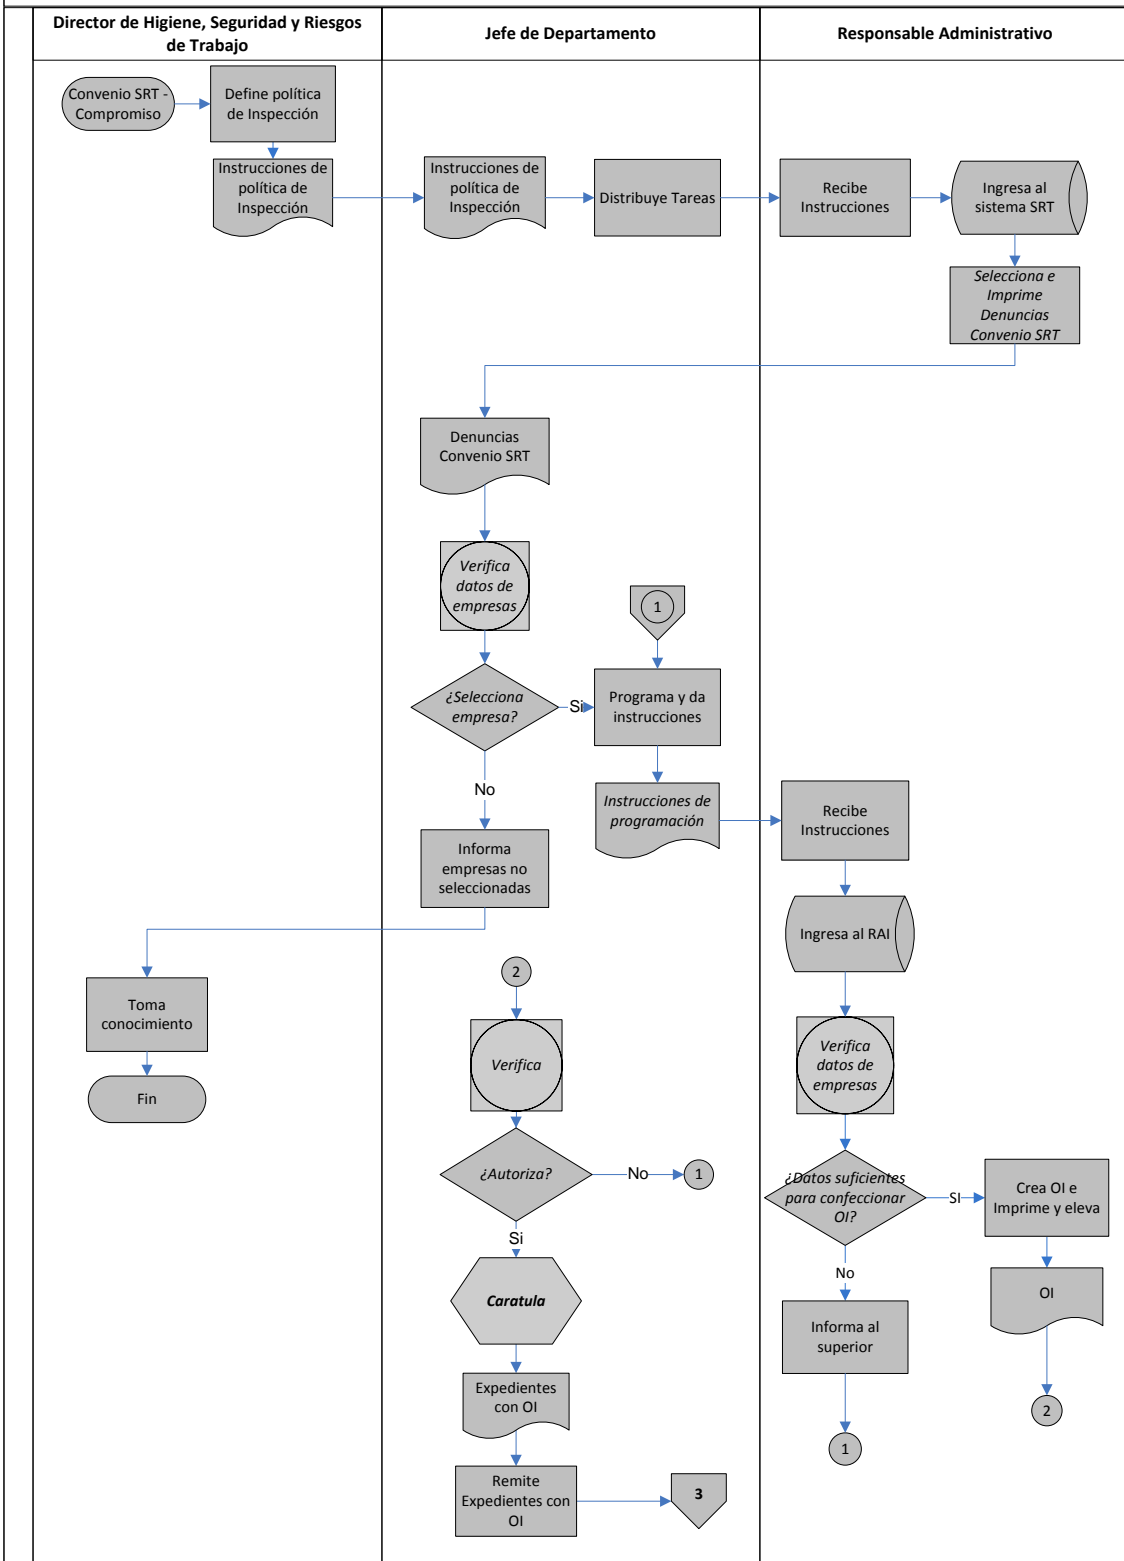 Director de Higiene, Seguridad y Riesgos
de Trabajo
Jefe de Departamento
Responsable Administrativo
Convenio SRT -
Compromiso
Define política
de Inspección
Instrucciones de
política de
Inspección
Instrucciones de
política de
Inspección
Distribuye Tareas
Recibe
Instrucciones
Ingresa al
sistema SRT
Selecciona e
Imprime
Denuncias
Convenio SRT
Denuncias
Convenio SRT
Verifica
datos de
empresas
1
¿Selecciona
empresa?
Si
Programa y da
instrucciones
No
Instrucciones de
programación
Recibe
Instrucciones
Informa
empresas no
seleccionadas
Ingresa al RAI
Toma
conocimiento
Fin
2
Verifica
Verifica
datos de
empresas
¿Autoriza?
No
1
¿Datos suficientes
para confeccionar
OI?
SI
Crea OI e
Imprime y eleva
Si
No
OI
Caratula
Informa al
superior
2
1
Expedientes
con OI
Remite
Expedientes con
OI
3